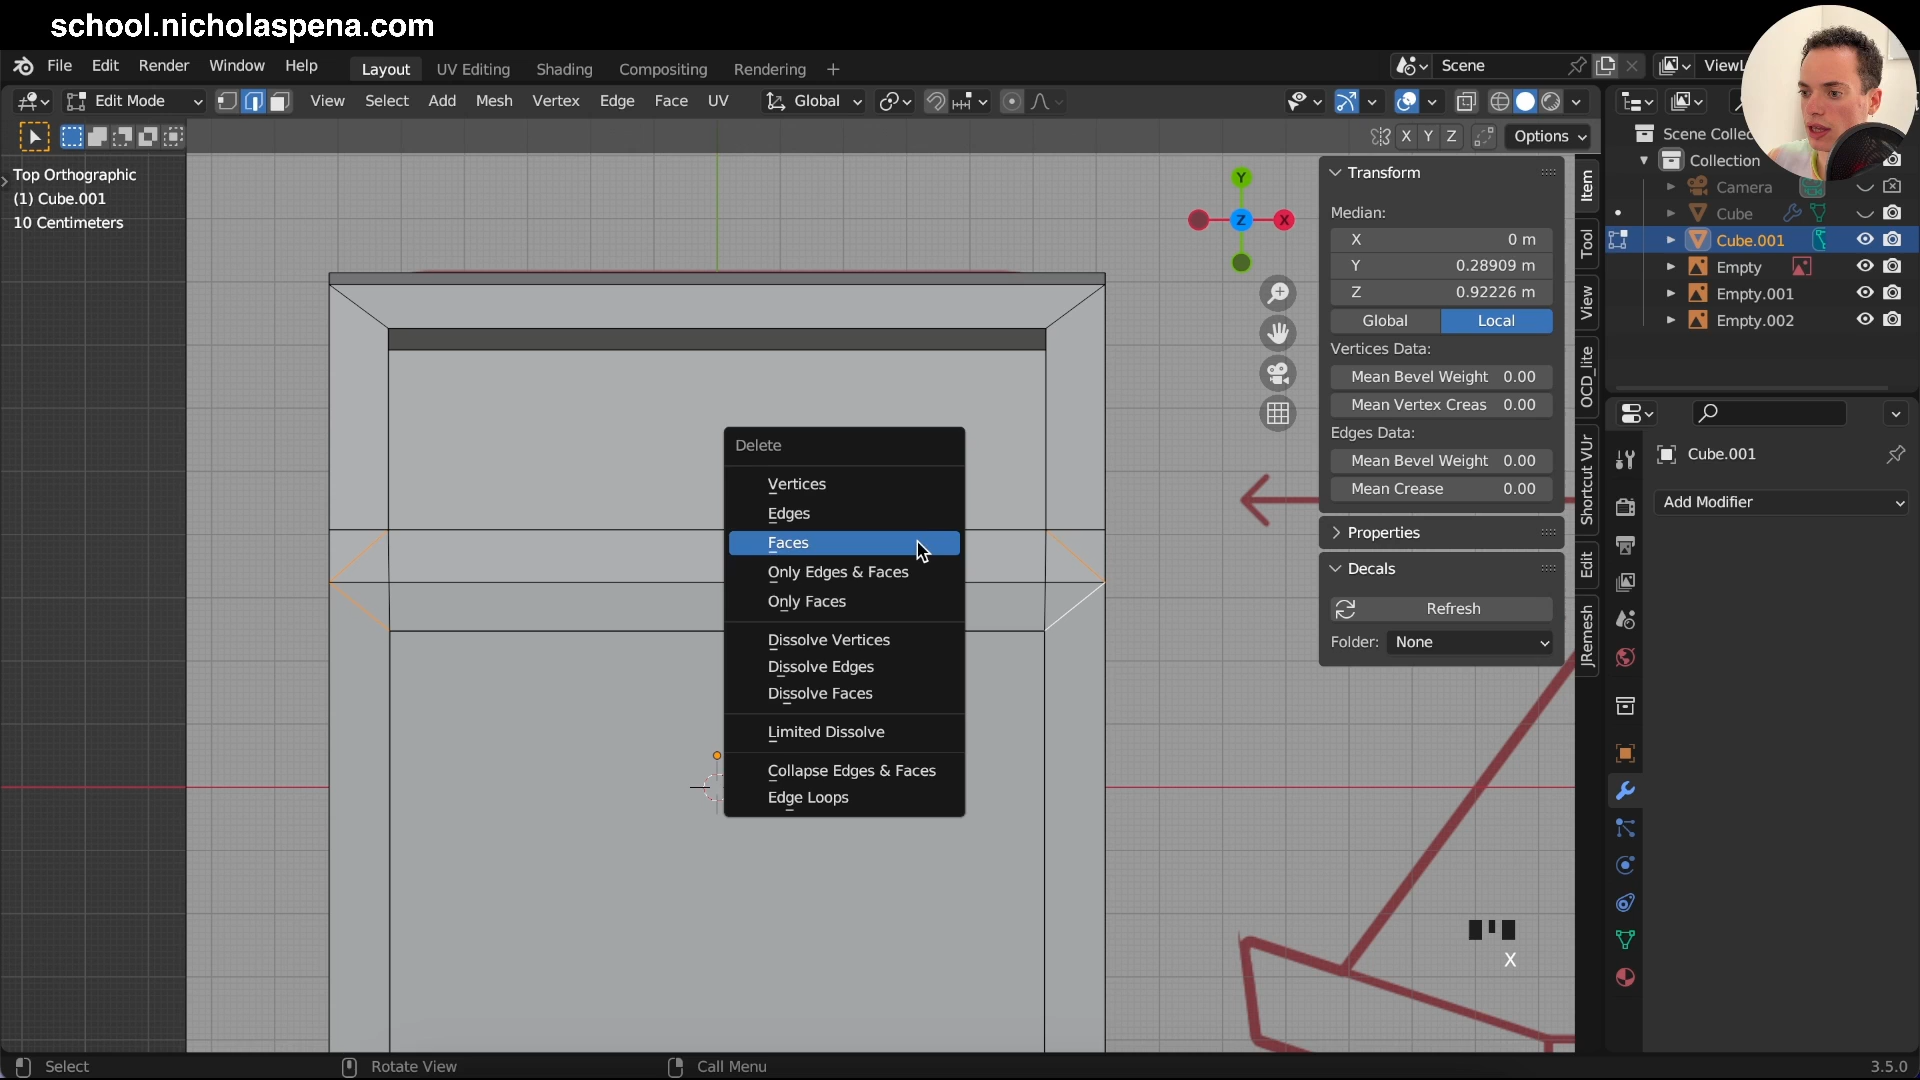 school.nicholaspena.com
File Edit Render Window Help Layout UV Editing Shading Compositing Rendering + Scene ViewL
Edit Mode View Select Add Mesh Vertex Edge Face UV Global
X Y Z Options Scene Collec
Top Orthographic
(1) Cube.001
10 Centimeters
Y
Z
X
Transform
Median:
X 0 m
Y 0.28909 m
Z 0.92226 m
Global Local
Vertices Data:
Mean Bevel Weight 0.00
Mean Vertex Creas 0.00
Edges Data:
Mean Bevel Weight 0.00
Mean Crease 0.00
Properties
Decals
Refresh
Folder: None
Item
Tool
View
OCD_lite
Shortcut VUr
Edit
JRemesh
Collection
Camera
Cube
Cube.001
Empty
Empty.001
Empty.002
Cube.001
Add Modifier
Delete
Vertices
Edges
Faces
Only Edges & Faces
Only Faces
Dissolve Vertices
Dissolve Edges
Dissolve Faces
Limited Dissolve
Collapse Edges & Faces
Edge Loops
X
Select Rotate View Call Menu 3.5.0